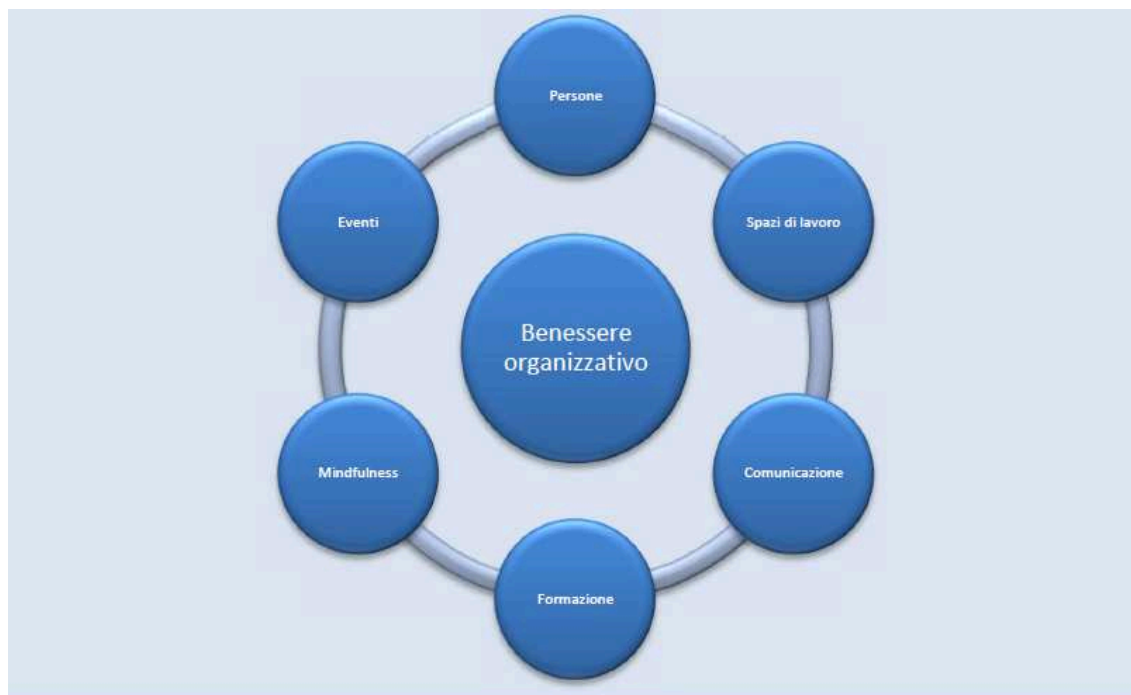 Persone
Eventi
Spazi di lavoro
Benessere
organizzativo
Mindfulness
Comunicazione
Formazione